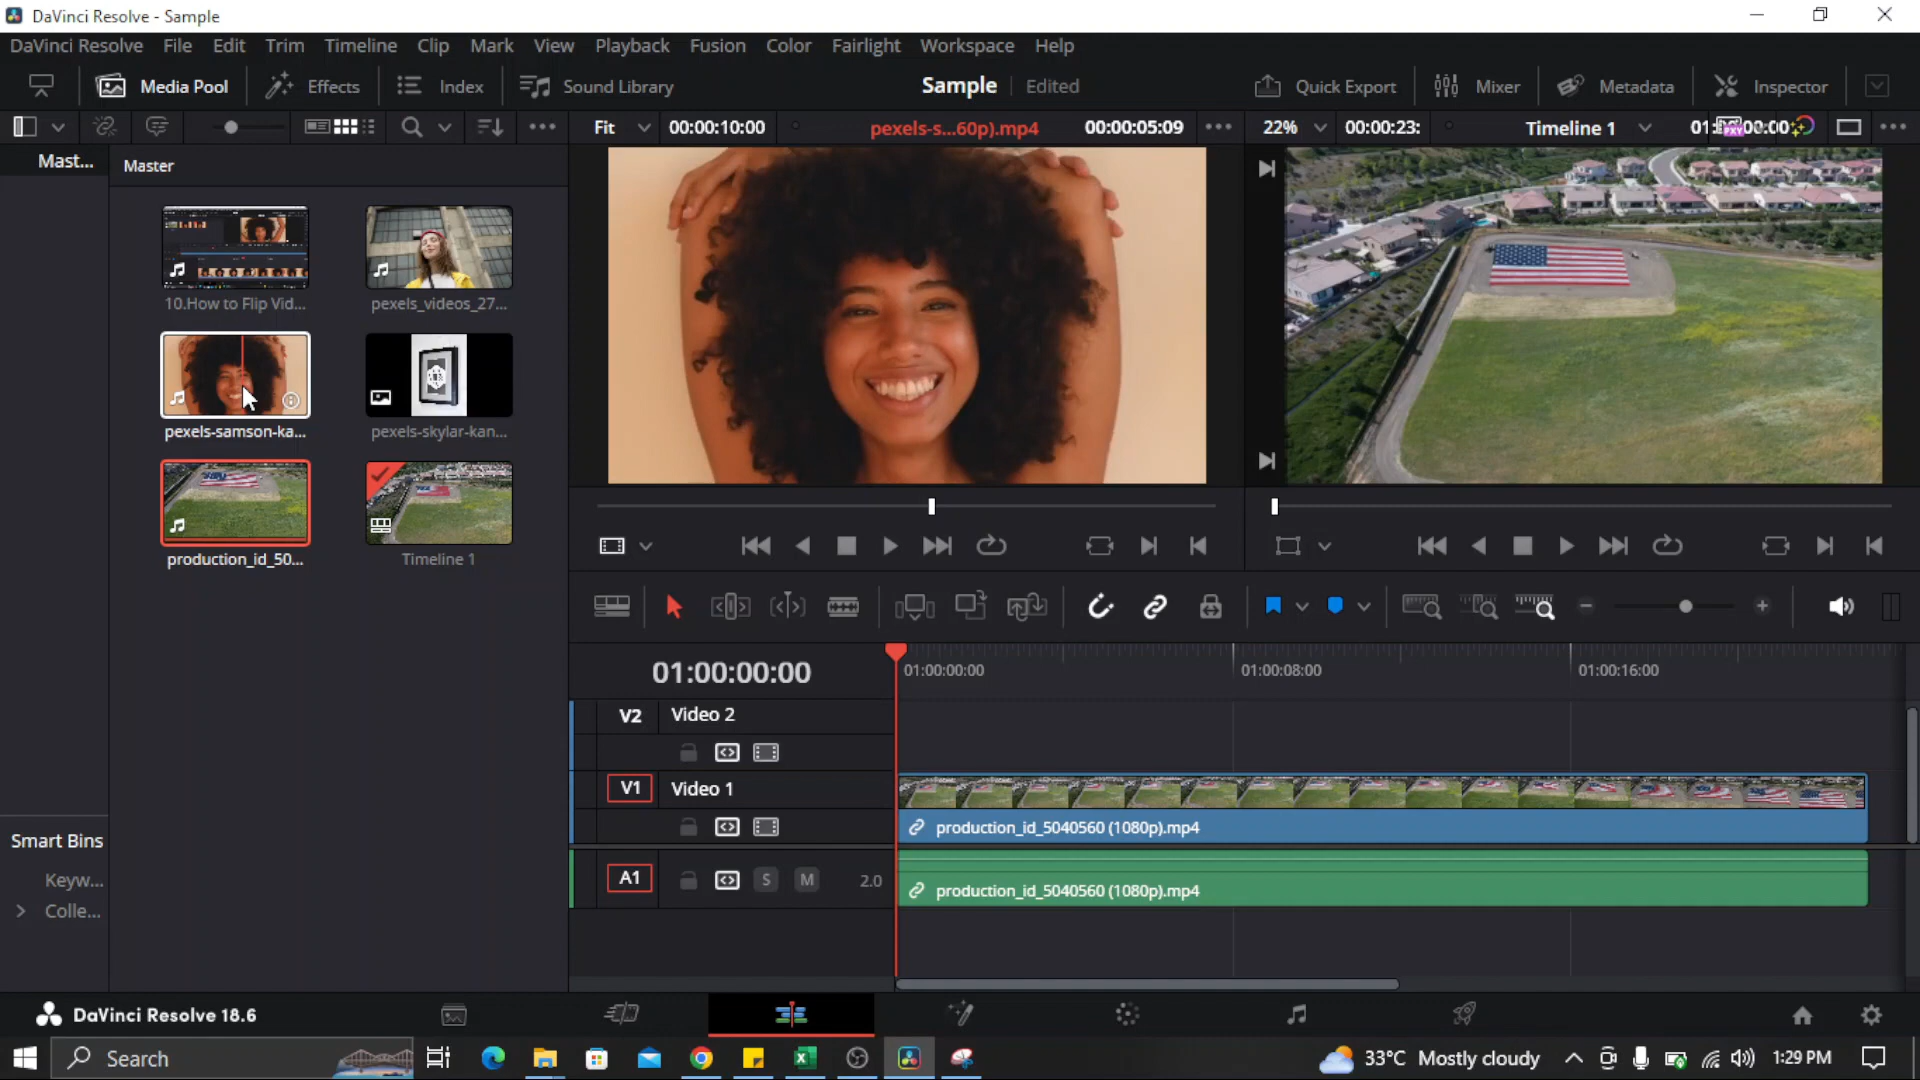 DaVinci Resolve - Sample
DaVinci Resolve File Edit Trim Timeline Clip Mark View Playback Fusion Color Fairlight Workspace Help
Media Pool Effects Index Sound Library Sample Edited Quick Export Mixer Metadata Inspector
Fit 00:00:10:00 pexels-s...60p).mp4 00:00:05:09 22% 00:00:23: Timeline 1
Mast...
Master
10.How to Flip Vid...
pexels_videos_27...
pexels-samson-ka...
pexels-skylar-kan...
production_id_50...
Timeline 1
01:00:00:00
01:00:00:00 01:00:08:00 01:00:16:00
V2 Video 2
V1 Video 1
production_id_5040560 (1080p).mp4
A1 S M 2.0
production_id_5040560 (1080p).mp4
Smart Bins
Keyw...
Colle...
DaVinci Resolve 18.6
Search
33°C Mostly cloudy
1:29 PM